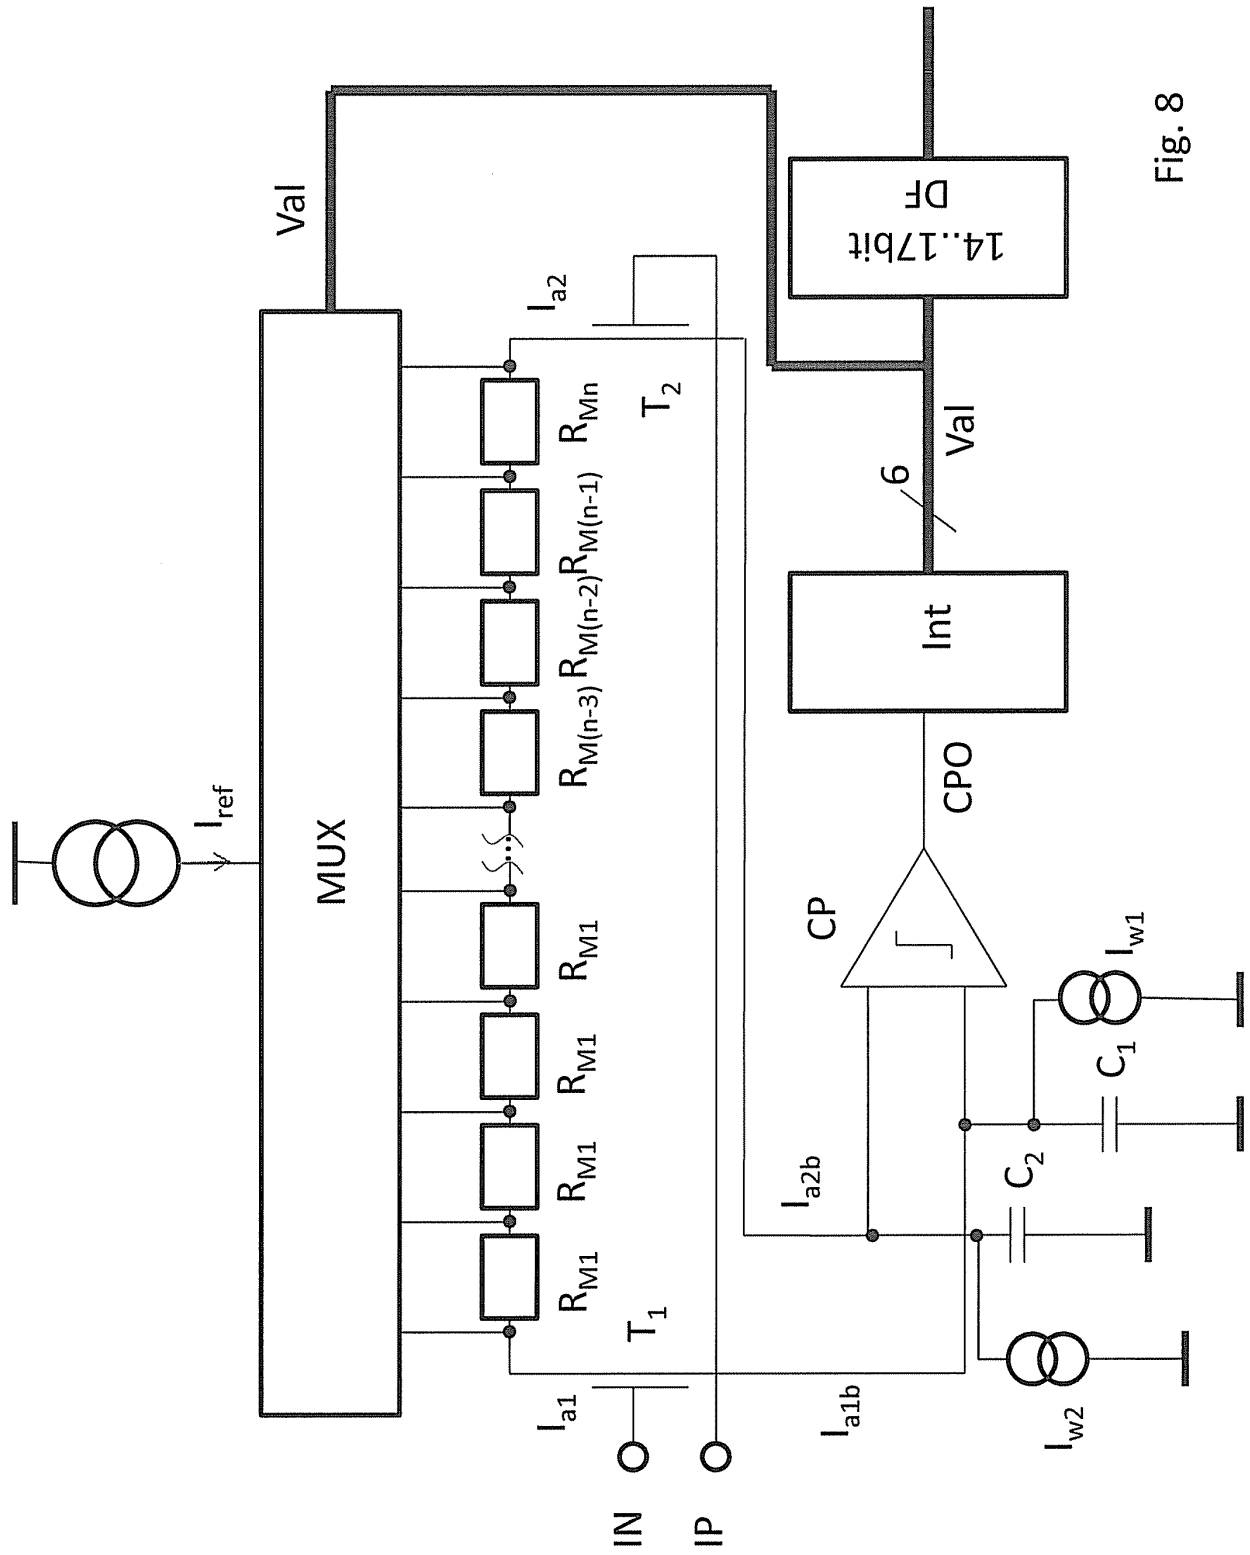 Fig. 8
I_ref
MUX
Val
I_a1
R_M1
R_M1
R_M1
R_M1
R_M(n-3)
R_M(n-2)
R_M(n-1)
R_Mn
I_a2
IN
IP
T_1
T_2
I_a1b
I_a2b
CP
CPO
Int
6
Val
14..17bit
DF
I_w2
C_2
C_1
I_w1